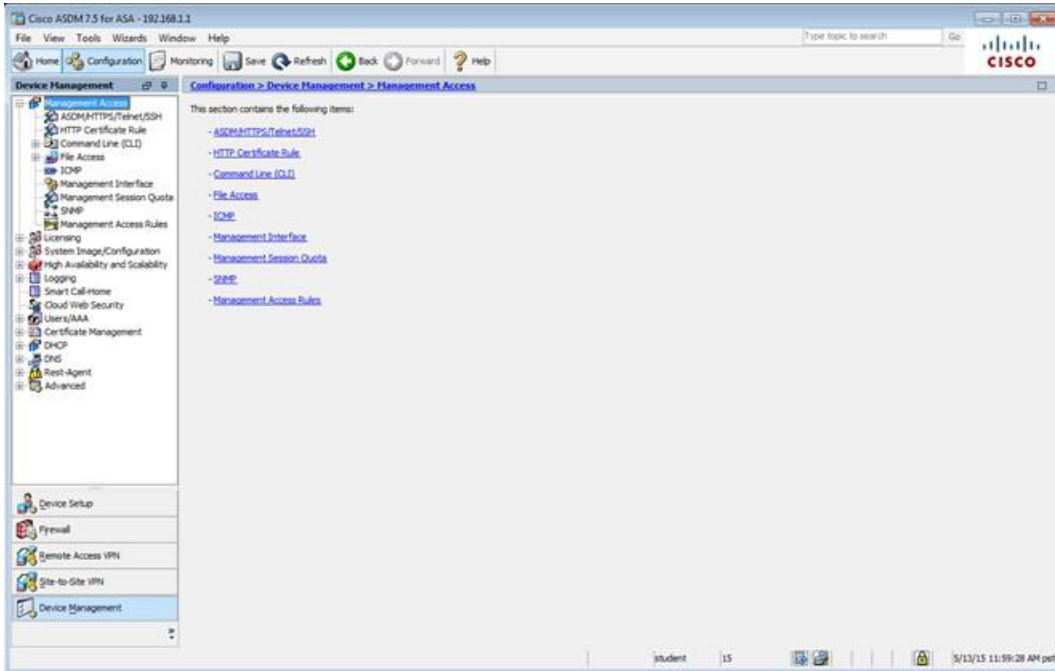 Cisco ASDM 7.5 for ASA - 192.168.1.1
File View Tools Wizards Window Help
Type topic to search Go
Home Configuration Monitoring Save Refresh Back Forward Help
CISCO
Device Management
Configuration > Device Management > Management Access
Management Access
ASDM/HTTPS/Telnet/SSH
HTTP Certificate Rule
Command Line (CLI)
File Access
ICMP
Management Interface
Management Session Quota
SNMP
Management Access Rules
Licensing
System Image/Configuration
High Availability and Scalability
Logging
Smart Call-Home
Cloud Web Security
Users/AAA
Certificate Management
DHCP
DNS
Rest-Agent
Advanced
This section contains the following items:
- ASDM/HTTPS/Telnet/SSH
- HTTP Certificate Rule
- Command Line (CLI)
- File Access
- ICMP
- Management Interface
- Management Session Quota
- SNMP
- Management Access Rules
Device Setup
Firewall
Remote Access VPN
Site-to-Site VPN
Device Management
student 15 5/13/15 11:59:28 AM pst